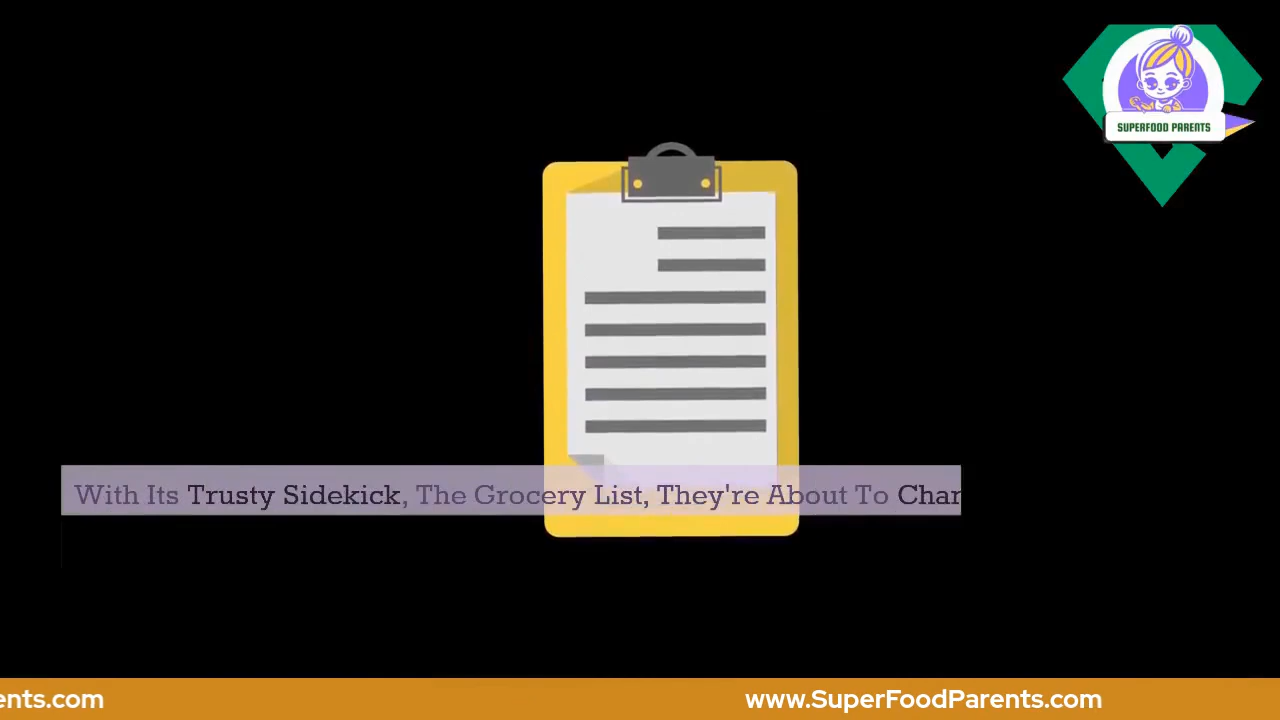 SUPERFOOD PARENTS
With Its Trusty Sidekick, The Grocery List, They're About To Char
ents.com
www.SuperFoodParents.com